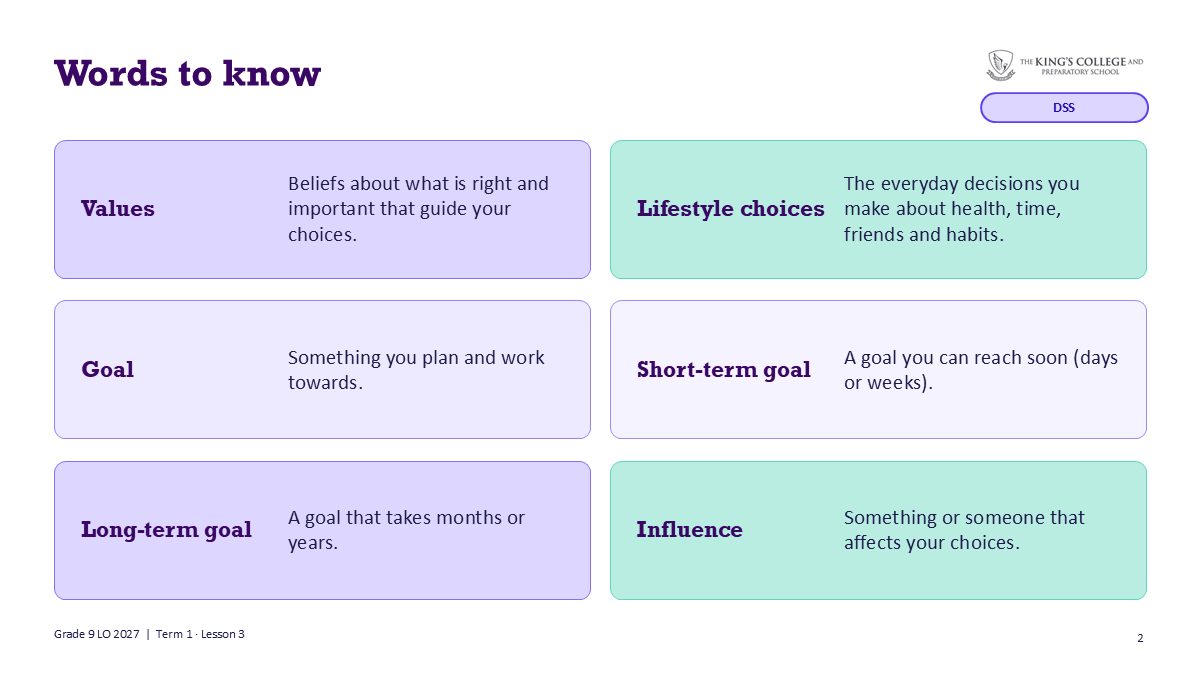 Words to know
THE KING'S COLLEGE AND
PREPARATORY SCHOOL
DSS
Values
Beliefs about what is right and
important that guide your
choices.
Lifestyle choices
The everyday decisions you
make about health, time,
friends and habits.
Goal
Something you plan and work
towards.
Short-term goal
A goal you can reach soon (days
or weeks).
Long-term goal
A goal that takes months or
years.
Influence
Something or someone that
affects your choices.
Grade 9 LO 2027 | Term 1 · Lesson 3
2